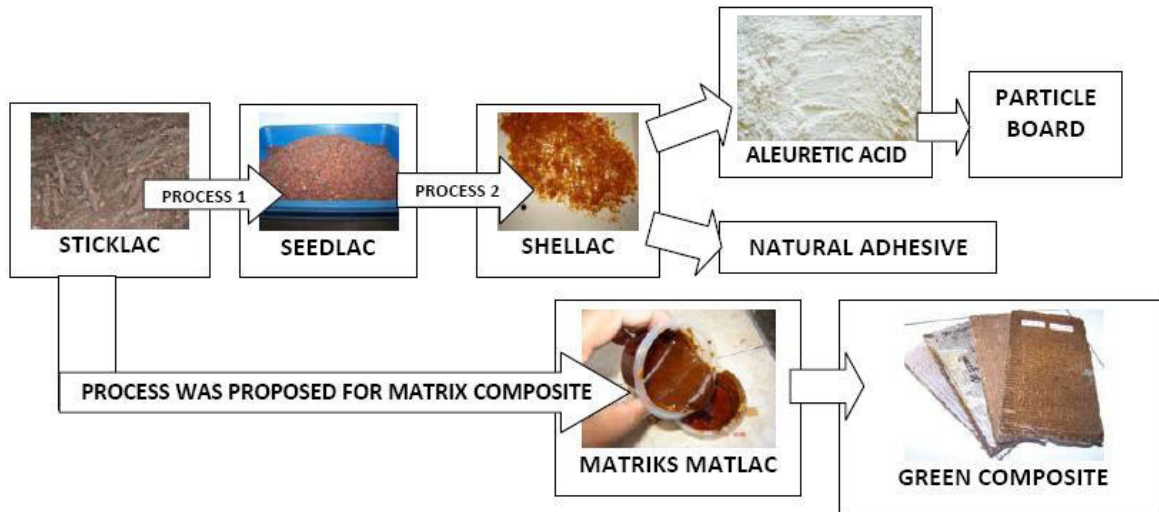 STICKLAC
PROCESS 1
SEEDLAC
PROCESS 2
SHELLAC
ALEURETIC ACID
PARTICLE
BOARD
NATURAL ADHESIVE
PROCESS WAS PROPOSED FOR MATRIX COMPOSITE
MATRIKS MATLAC
GREEN COMPOSITE